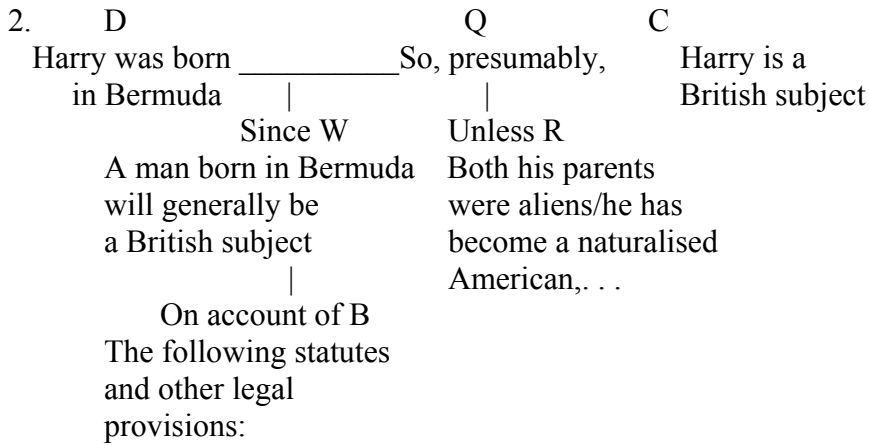 2. D Q C
Harry was born __________So, presumably, Harry is a
in Bermuda | | British subject
Since W Unless R
A man born in Bermuda Both his parents
will generally be were aliens/he has
a British subject become a naturalised
| American,. . .
On account of B
The following statutes
and other legal
provisions: